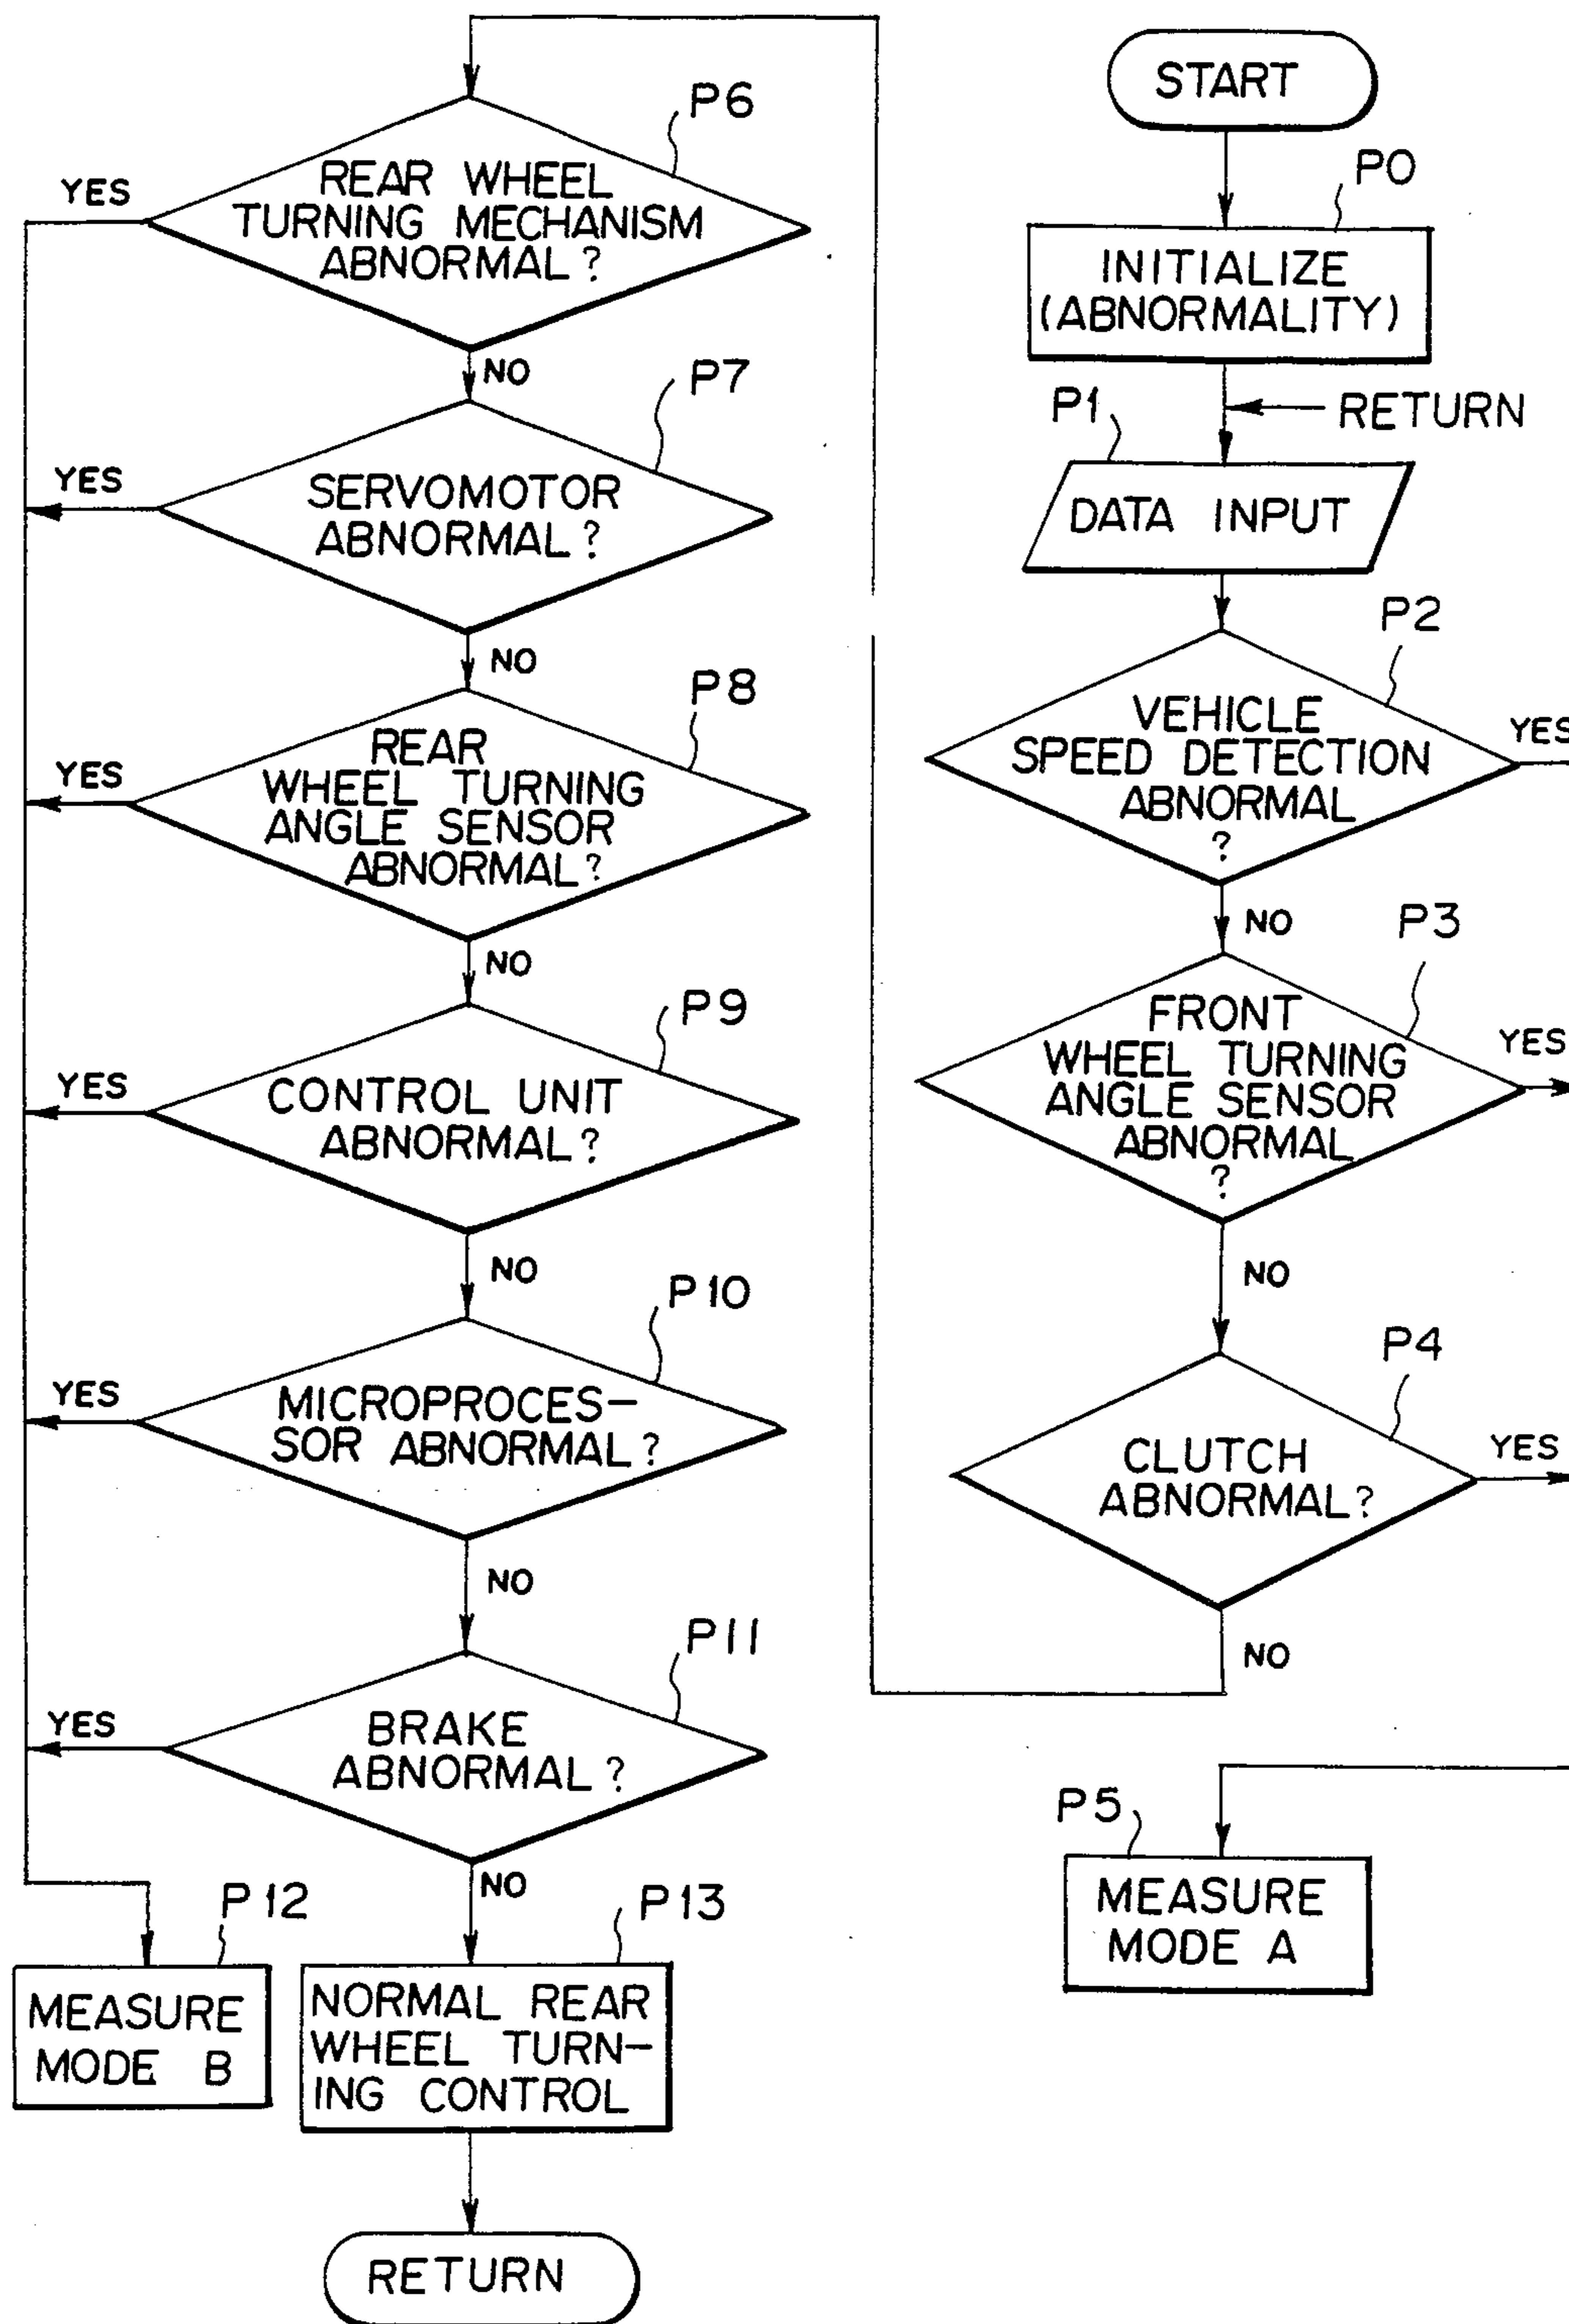 START
P0
INITIALIZE
(ABNORMALITY)
RETURN
P1
DATA INPUT
P2
VEHICLE
SPEED DETECTION
ABNORMAL
?
YES
NO
P3
FRONT
WHEEL TURNING
ANGLE SENSOR
ABNORMAL
?
YES
NO
P4
CLUTCH
ABNORMAL?
YES
NO
P5
MEASURE
MODE A
P6
REAR WHEEL
TURNING MECHANISM
ABNORMAL?
YES
NO
P7
SERVOMOTOR
ABNORMAL?
YES
NO
P8
REAR
WHEEL TURNING
ANGLE SENSOR
ABNORMAL?
YES
NO
P9
CONTROL UNIT
ABNORMAL?
YES
NO
P10
MICROPROCES-
SOR ABNORMAL?
YES
NO
P11
BRAKE
ABNORMAL?
YES
NO
P12
MEASURE
MODE B
P13
NORMAL REAR
WHEEL TURN-
ING CONTROL
RETURN